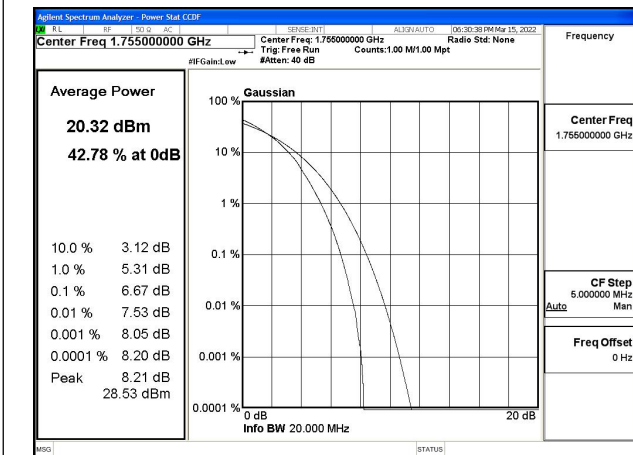 Agilent Spectrum Analyzer - Power Stat CCDF
RL RF 50 Ω AC SENSE:INT ALIGN AUTO 06:30:38 PM Mar 15, 2022
Center Freq 1.755000000 GHz
Center Freq: 1.755000000 GHz Radio Std: None
Trig: Free Run Counts:1.00 M/1.00 Mpt
#IFGain:Low #Atten: 40 dB
Average Power
20.32 dBm
42.78 % at 0dB
10.0 % 3.12 dB
1.0 % 5.31 dB
0.1 % 6.67 dB
0.01 % 7.53 dB
0.001 % 8.05 dB
0.0001 % 8.20 dB
Peak 8.21 dB
28.53 dBm
Gaussian
100 %
10 %
1 %
0.1 %
0.01 %
0.001 %
0.0001 %
0 dB 20 dB
Info BW 20.000 MHz
Frequency
Center Freq
1.755000000 GHz
CF Step
5.000000 MHz
Auto Man
Freq Offset
0 Hz
MSG STATUS